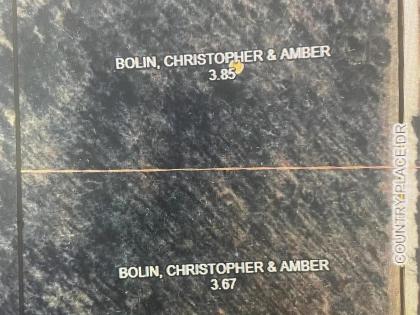 BOLIN, CHRISTOPHER & AMBER
3.85
COUNTRY PLACE DR
BOLIN, CHRISTOPHER & AMBER
3.67